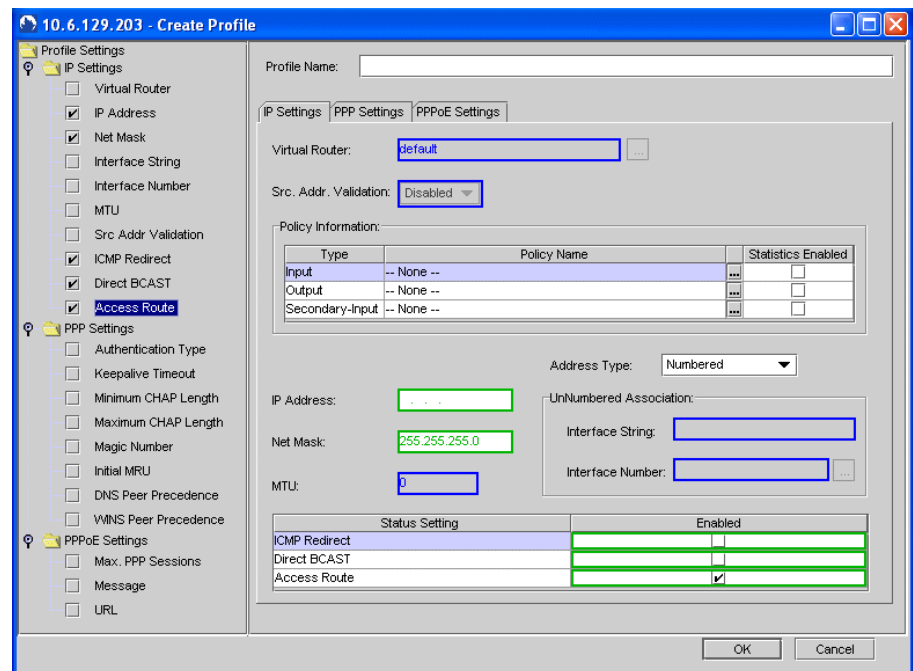 10.6.129.203 - Create Profile
Profile Settings
IP Settings
Virtual Router
IP Address
Net Mask
Interface String
Interface Number
MTU
Src Addr Validation
ICMP Redirect
Direct BCAST
Access Route
PPP Settings
Authentication Type
Keepalive Timeout
Minimum CHAP Length
Maximum CHAP Length
Magic Number
Initial MRU
DNS Peer Precedence
WINS Peer Precedence
PPPoE Settings
Max. PPP Sessions
Message
URL
Profile Name:
IP Settings PPP Settings PPPoE Settings
Virtual Router: default ...
Src. Addr. Validation: Disabled
Policy Information:
Type Policy Name Statistics Enabled
Input -- None -- ...
Output -- None -- ...
Secondary-Input -- None -- ...
Address Type: Numbered
IP Address: . . .
Net Mask: 255.255.255.0
MTU: 0
UnNumbered Association:
Interface String:
Interface Number: ...
Status Setting Enabled
ICMP Redirect
Direct BCAST
Access Route
OK Cancel